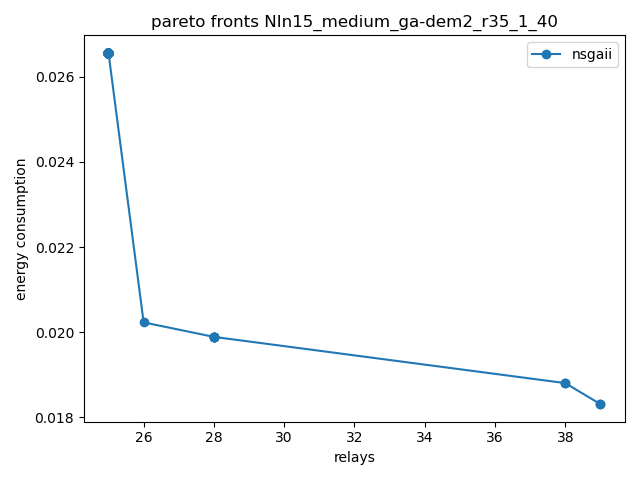 pareto fronts NIn15_medium_ga-dem2_r35_1_40
nsgaii
0.026
0.024
0.022
0.020
0.018
energy consumption
26 28 30 32 34 36 38
relays